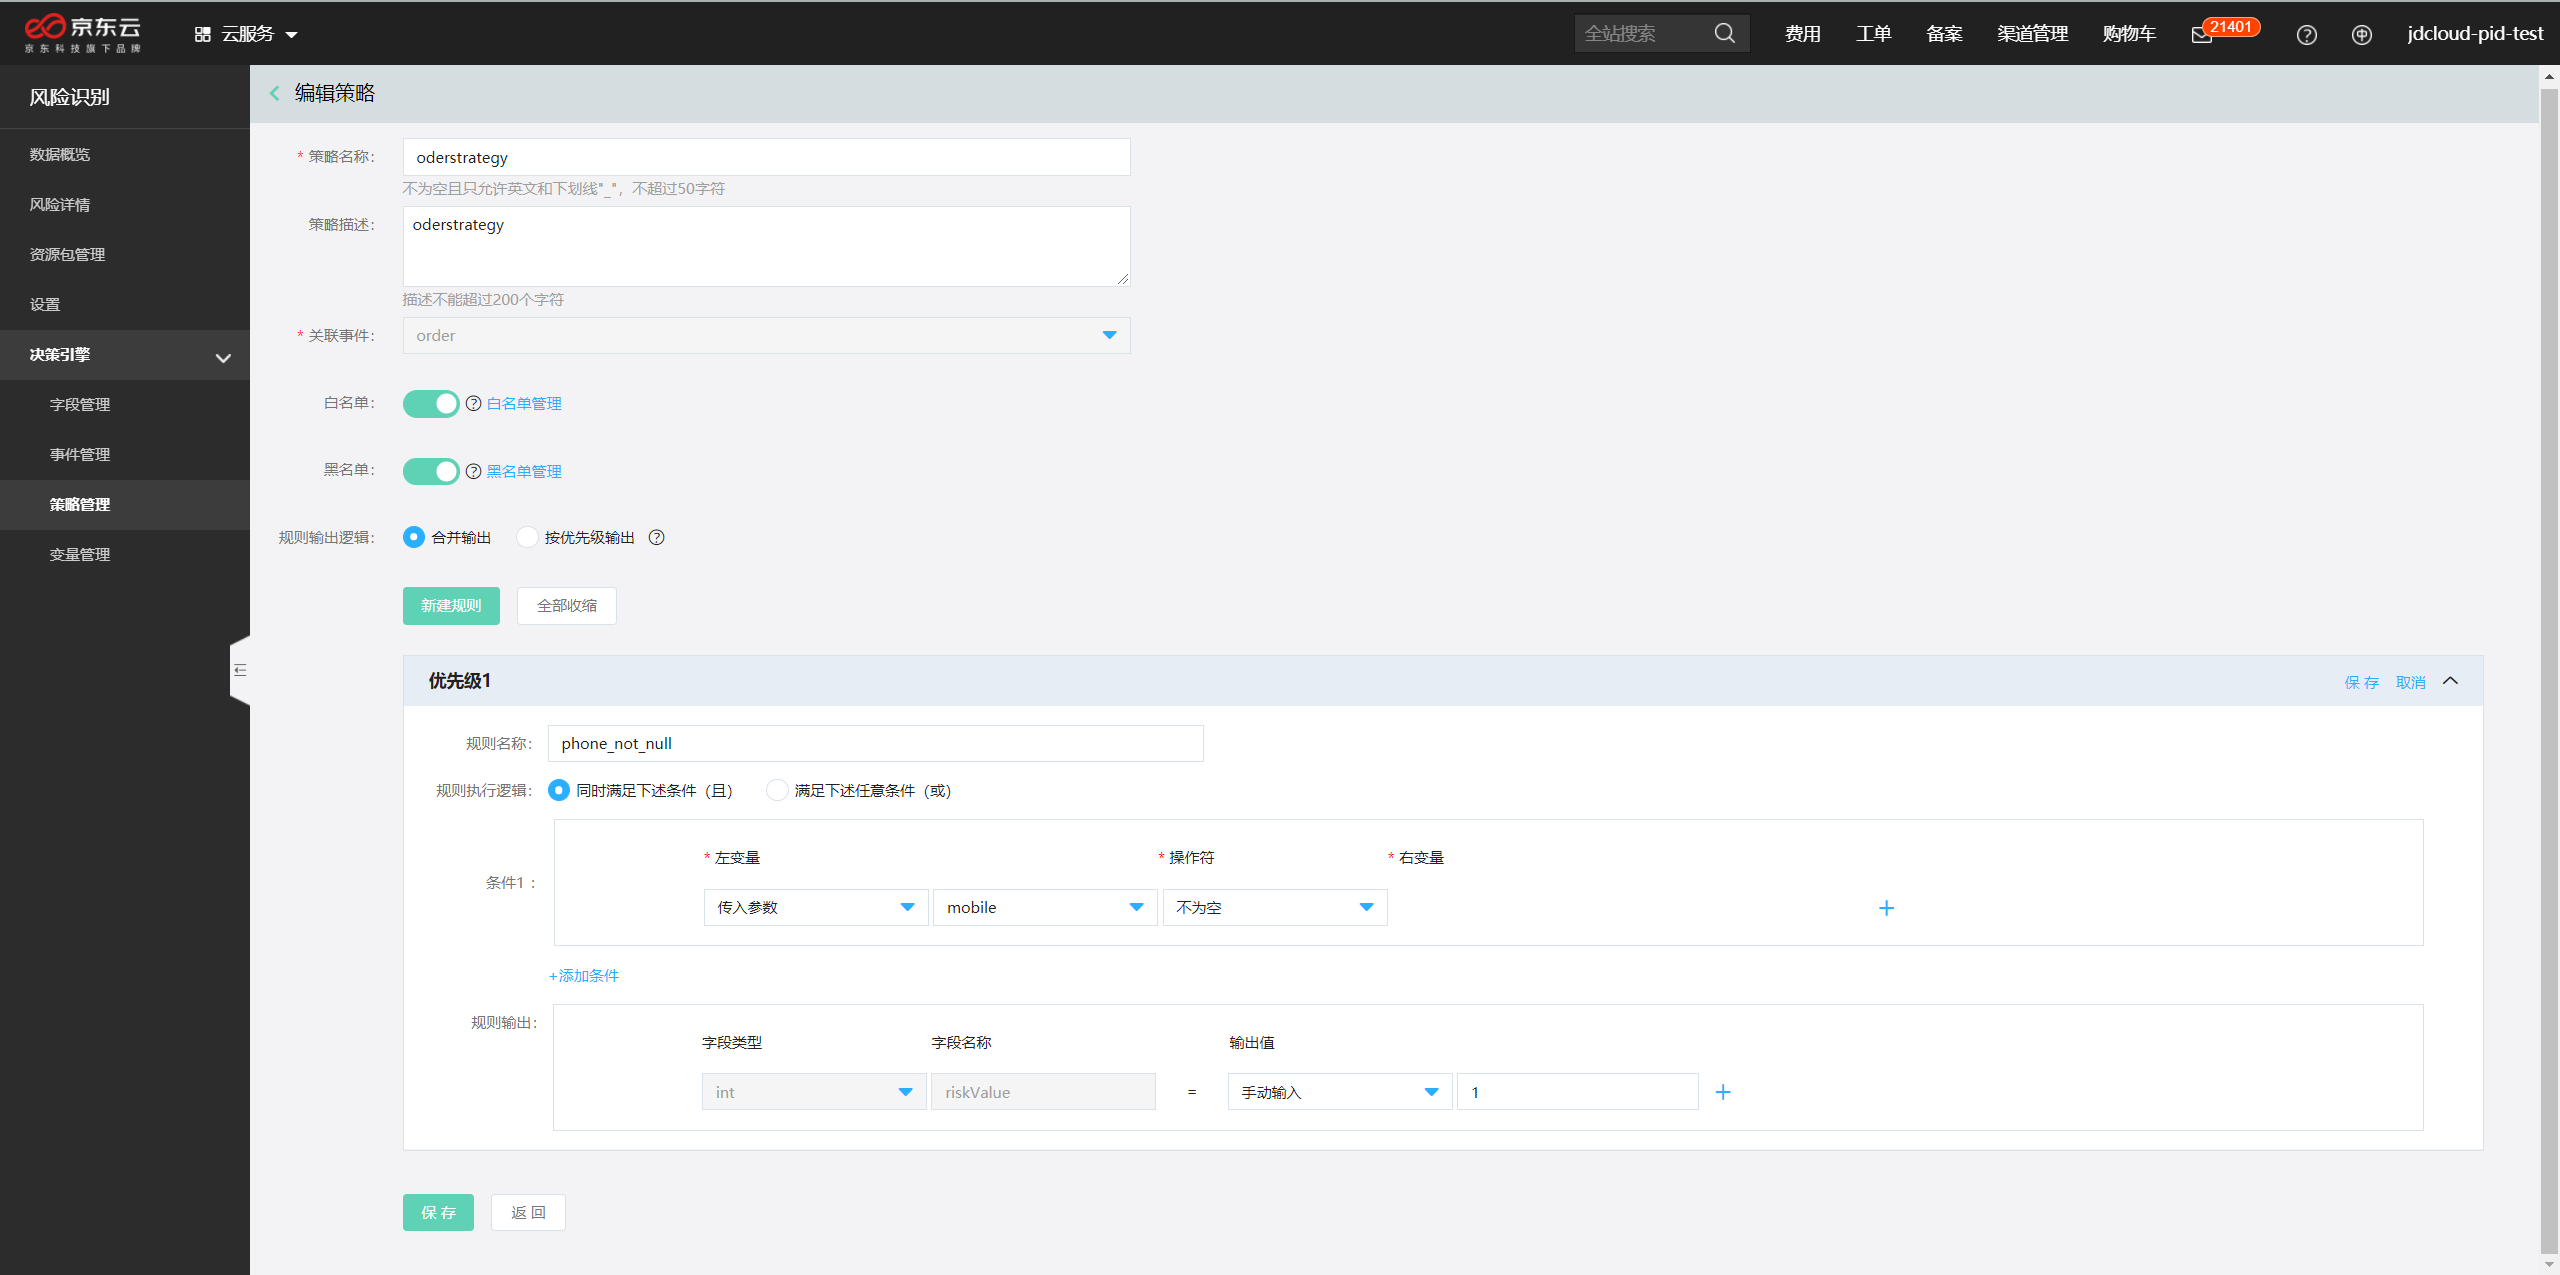 京东云
京东科技旗下品牌
云服务
全站搜索
费用
工单
备案
渠道管理
购物车
21401
jdcloud-pid-test
风险识别
数据概览
风险详情
资源包管理
设置
决策引擎
字段管理
事件管理
策略管理
变量管理
编辑策略
* 策略名称：
oderstrategy
不为空且只允许英文和下划线"_"，不超过50字符
策略描述：
oderstrategy
描述不能超过200个字符
* 关联事件：
order
白名单：
白名单管理
黑名单：
黑名单管理
规则输出逻辑：
合并输出
按优先级输出
新建规则
全部收缩
优先级1
保存
取消
规则名称：
phone_not_null
规则执行逻辑：
同时满足下述条件（且）
满足下述任意条件（或）
* 左变量
* 操作符
* 右变量
条件1：
传入参数
mobile
不为空
+
+添加条件
规则输出：
字段类型
字段名称
输出值
int
riskValue
=
手动输入
1
+
保存
返回